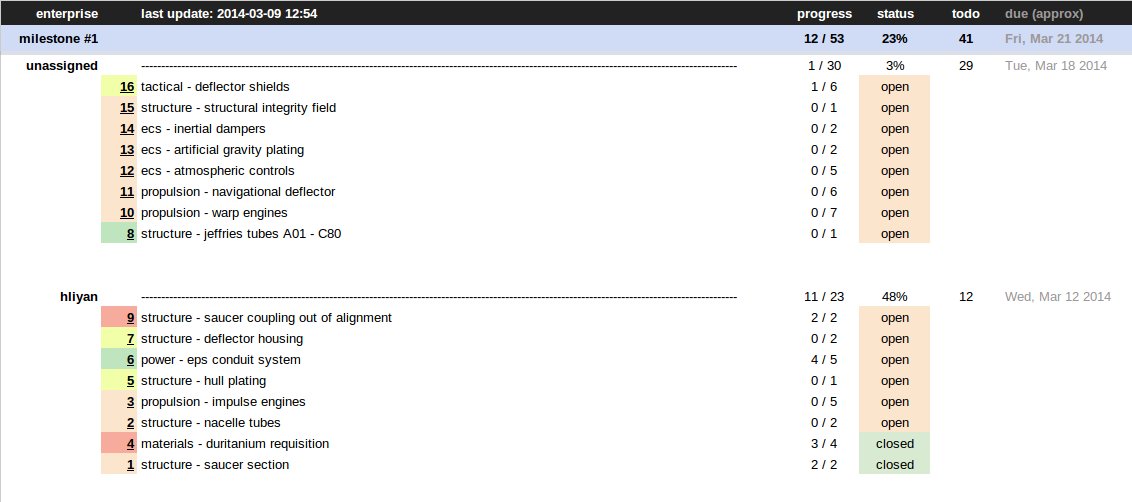 enterprise last update: 2014-03-09 12:54 progress status todo due (approx)
milestone #1 12 / 53 23% 41 Fri, Mar 21 2014
unassigned ---------------------------------------------------------------------------------------------------- 1 / 30 3% 29 Tue, Mar 18 2014
16 tactical - deflector shields 1 / 6 open
15 structure - structural integrity field 0 / 1 open
14 ecs - inertial dampers 0 / 2 open
13 ecs - artificial gravity plating 0 / 2 open
12 ecs - atmospheric controls 0 / 5 open
11 propulsion - navigational deflector 0 / 6 open
10 propulsion - warp engines 0 / 7 open
8 structure - jeffries tubes A01 - C80 0 / 1 open
hliyan ---------------------------------------------------------------------------------------------------- 11 / 23 48% 12 Wed, Mar 12 2014
9 structure - saucer coupling out of alignment 2 / 2 open
7 structure - deflector housing 0 / 2 open
6 power - eps conduit system 4 / 5 open
5 structure - hull plating 0 / 1 open
3 propulsion - impulse engines 0 / 5 open
2 structure - nacelle tubes 0 / 2 open
4 materials - duritanium requisition 3 / 4 closed
1 structure - saucer section 2 / 2 closed